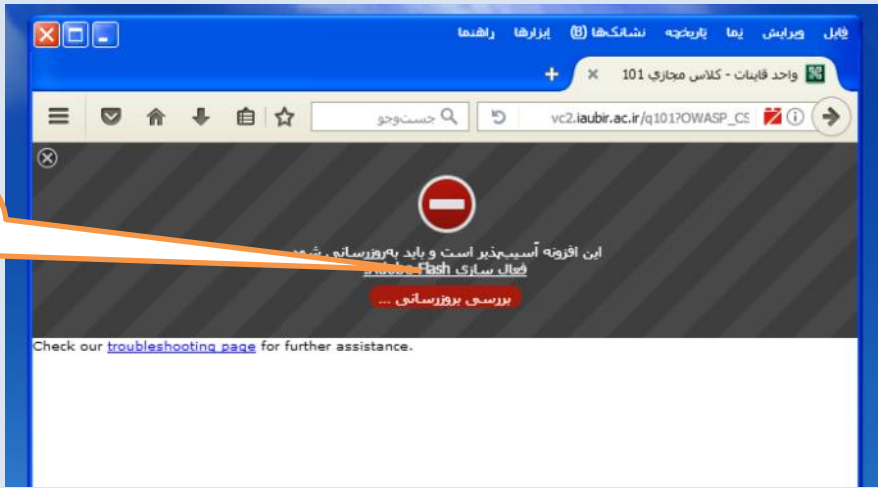 فایل ویرایش نما تاریخچه نشانک‌ها (B) ابزارها راهنما
واحد قاینات - کلاس مجازي 101
vc2.iaubir.ac.ir/q101?OWASP_CS
جست‌وجو
این افزونه آسیب‌پذیر است و باید به‌روزرسانی شود
فعال سازی Adobe Flash
بررسی بروزرسانی ...
Check our troubleshooting page for further assistance.